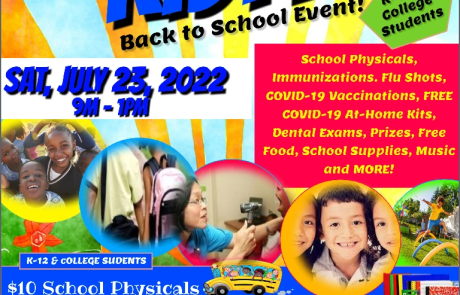 Back to School Event!
College
Students
SAT, JULY 23, 2022
9M - 1PM
School Physicals,
Immunizations. Flu Shots,
COVID-19 Vaccinations, FREE
COVID-19 At-Home Kits,
Dental Exams, Prizes, Free
Food, School Supplies, Music
and MORE!
K-12 & COLLEGE SUDENTS
$10 School Physicals